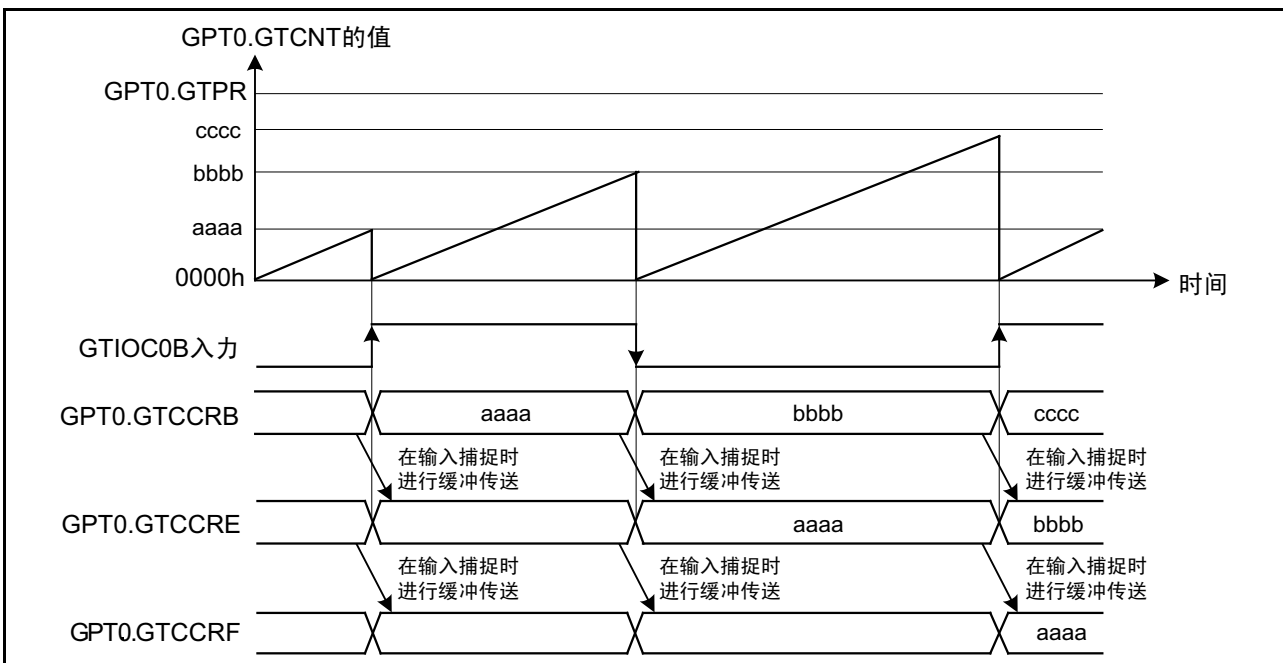 GPT0.GTCNT的值
GPT0.GTPR
cccc
bbbb
aaaa
0000h
时间
GTIOC0B入力
GPT0.GTCCRB
aaaa
bbbb
cccc
在输入捕捉时
进行缓冲传送
在输入捕捉时
进行缓冲传送
在输入捕捉时
进行缓冲传送
GPT0.GTCCRE
aaaa
bbbb
在输入捕捉时
进行缓冲传送
在输入捕捉时
进行缓冲传送
在输入捕捉时
进行缓冲传送
GPT0.GTCCRF
aaaa